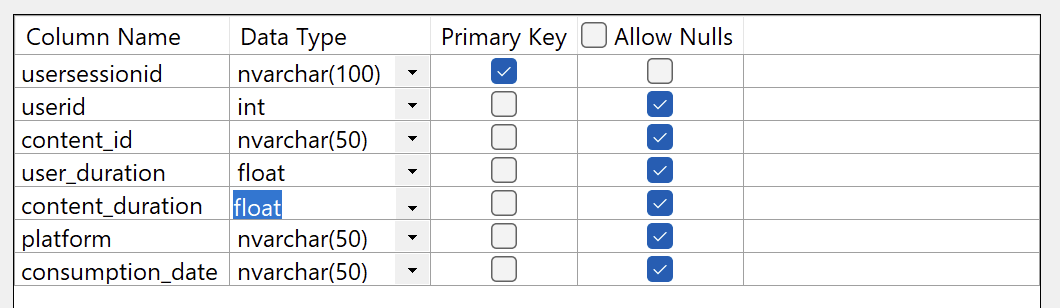 Column Name Data Type Primary Key Allow Nulls
usersessionid nvarchar(100)
userid int
content_id nvarchar(50)
user_duration float
content_duration float
platform nvarchar(50)
consumption_date nvarchar(50)